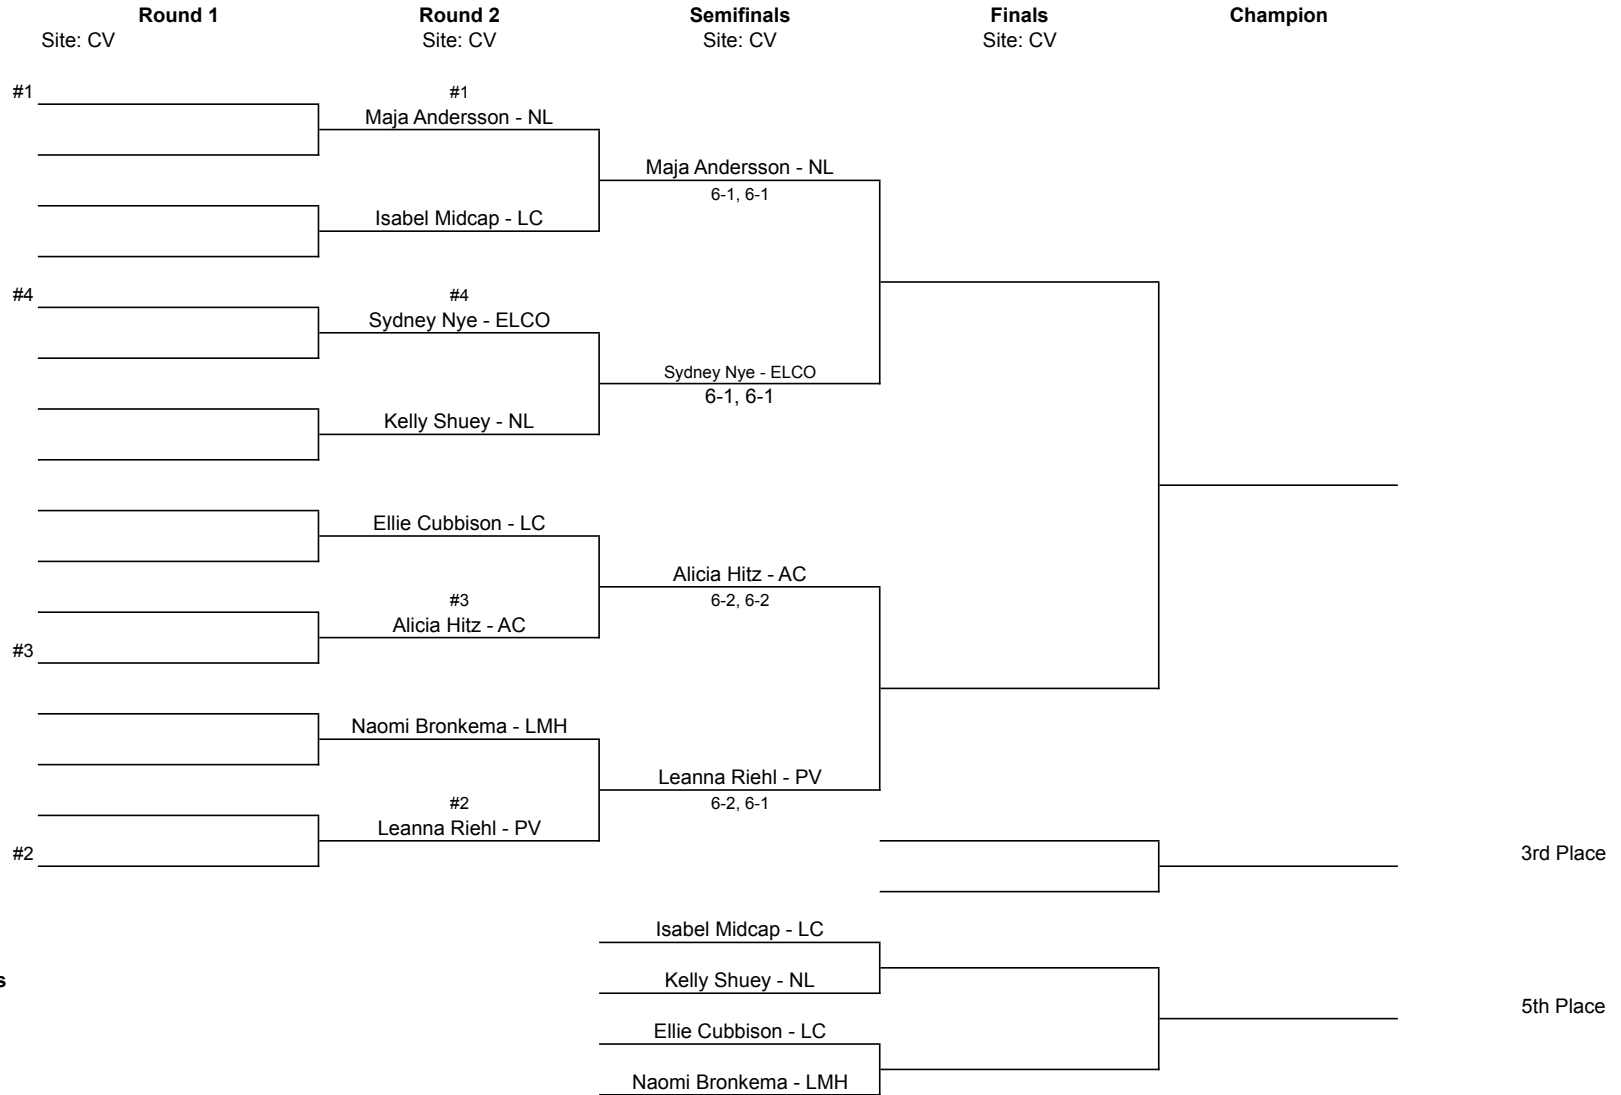 Round 1 Round 2 Semifinals Finals Champion
Site: CV Site: CV Site: CV Site: CV
#1 #1
Maja Andersson - NL
Maja Andersson - NL
6-1, 6-1
Isabel Midcap - LC
#4 #4
Sydney Nye - ELCO
Sydney Nye - ELCO
6-1, 6-1
Kelly Shuey - NL
Ellie Cubbison - LC
Alicia Hitz - AC
#3 6-2, 6-2
Alicia Hitz - AC
#3
Naomi Bronkema - LMH
Leanna Riehl - PV
#2 6-2, 6-1
Leanna Riehl - PV
#2 3rd Place
Isabel Midcap - LC
s Kelly Shuey - NL
5th Place
Ellie Cubbison - LC
Naomi Bronkema - LMH